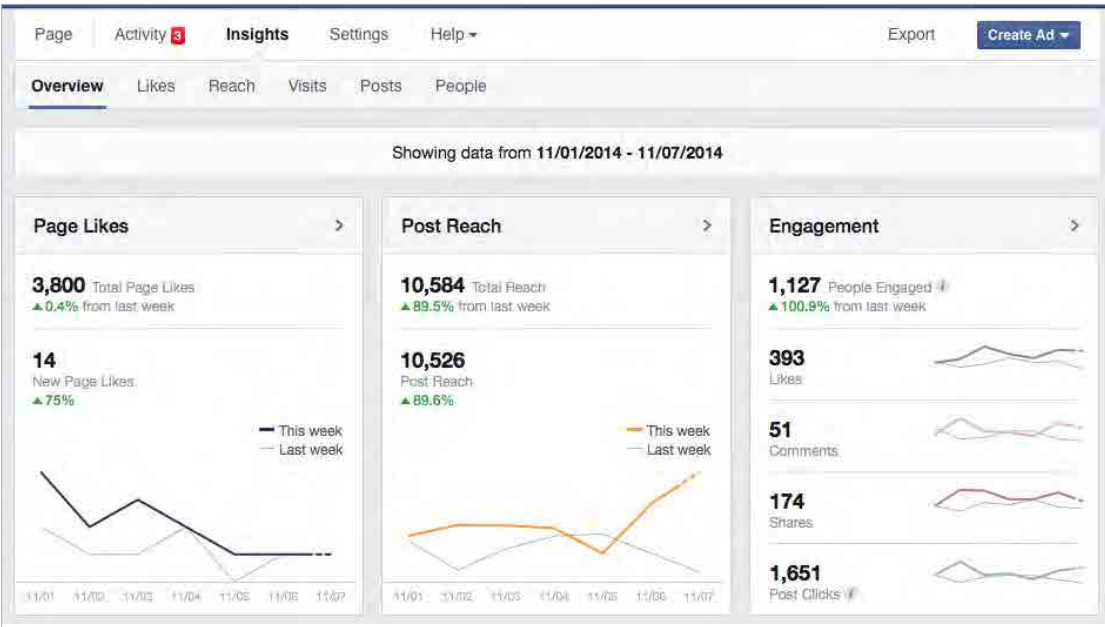 Page Activity 3 Insights Settings Help Export Create Ad
Overview Likes Reach Visits Posts People
Showing data from 11/01/2014 - 11/07/2014
Page Likes
3,800 Total Page Likes
0.4% from last week
14
New Page Likes
75%
This week
Last week
11/01 11/02 11/03 11/04 11/05 11/06 11/07
Post Reach
10,584 Total Reach
89.5% from last week
10,526
Post Reach
89.6%
This week
Last week
11/01 11/02 11/03 11/04 11/05 11/06 11/07
Engagement
1,127 People Engaged i
100.9% from last week
393
Likes
51
Comments
174
Shares
1,651
Post Clicks i